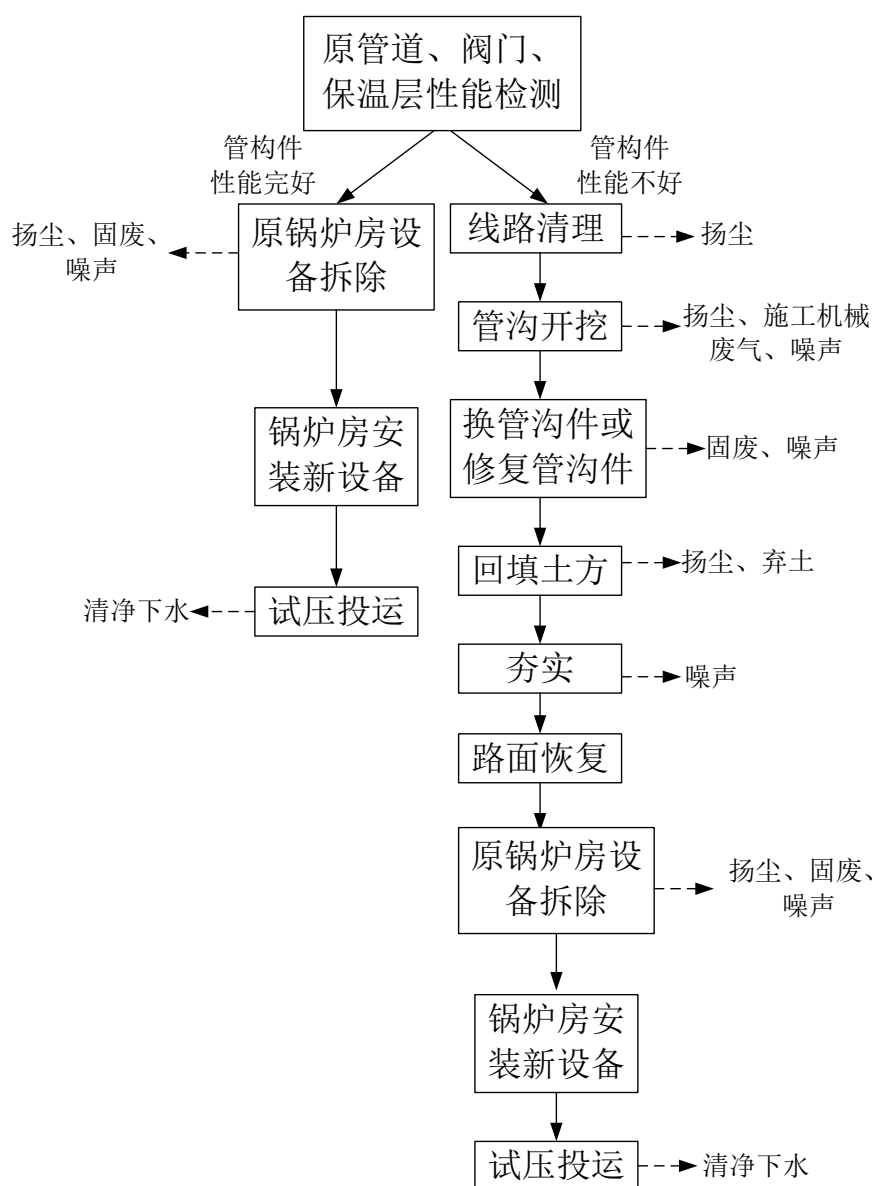 原管道、阀门、
保温层性能检测
管构件
性能完好
管构件
性能不好
扬尘、固废、
噪声
原锅炉房设
备拆除
线路清理
扬尘
管沟开挖
扬尘、施工机械
废气、噪声
锅炉房安
装新设备
换管沟件或
修复管沟件
固废、噪声
回填土方
扬尘、弃土
清净下水
试压投运
夯实
噪声
路面恢复
原锅炉房设
备拆除
扬尘、固废、
噪声
锅炉房安
装新设备
试压投运
清净下水